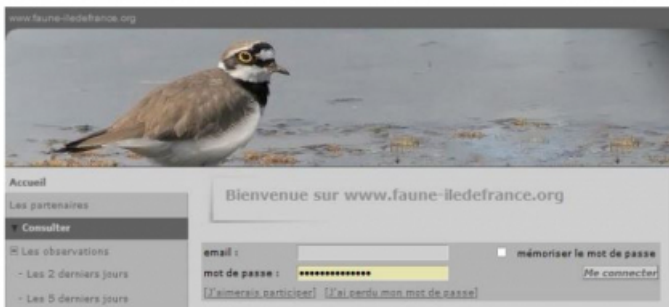 www.faune-iledefrance.org
Accueil
Les partenaires
Consulter
Les observations
- Les 2 derniers jours
- Les 5 derniers jours
Bienvenue sur www.faune-iledefrance.org
email :
mémoriser le mot de passe
mot de passe :
Me connecter
[J'aimerais participer] [J'ai perdu mon mot de passe]